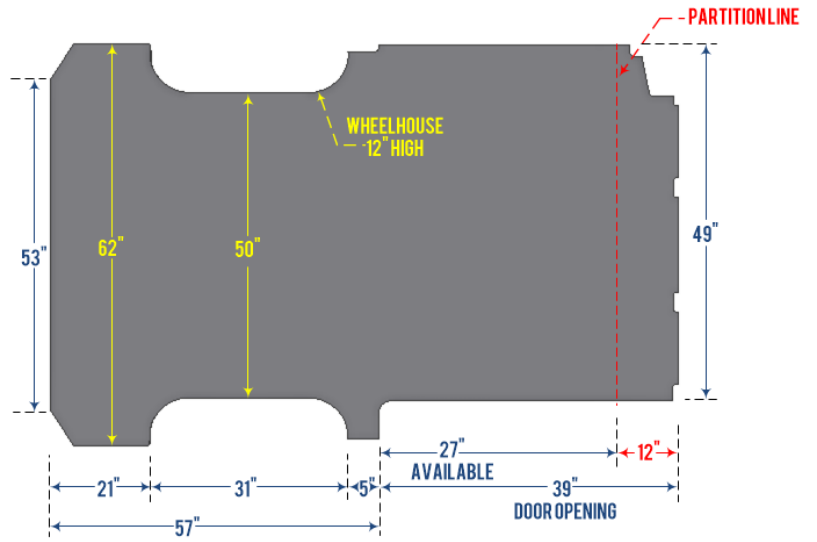 PARTITION LINE
WHEELHOUSE
12" HIGH
53"
62"
50"
49"
27"
AVAILABLE
12"
21"
31"
5"
39"
DOOR OPENING
57"